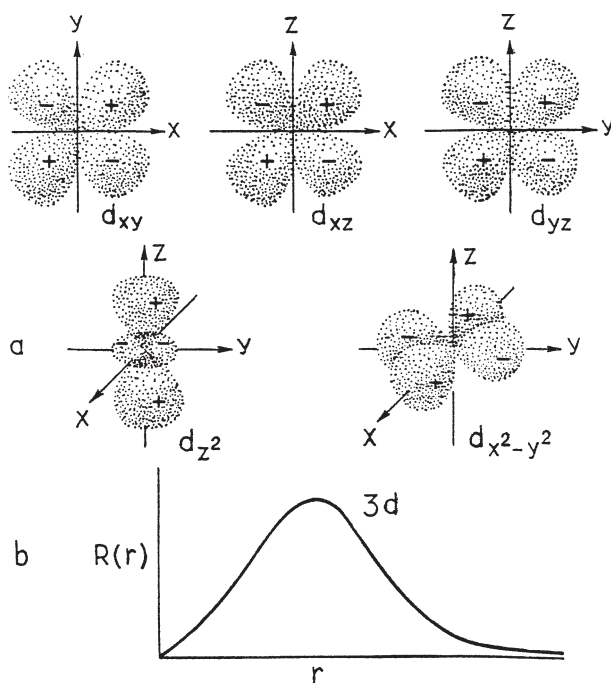 y z z
- + - + - +
x x y
+ - + - + -
d_xy d_xz d_yz
z z
+ +
a - - y - - y
+ +
x x
d_z² d_x²-y²
3d
b R(r)
r